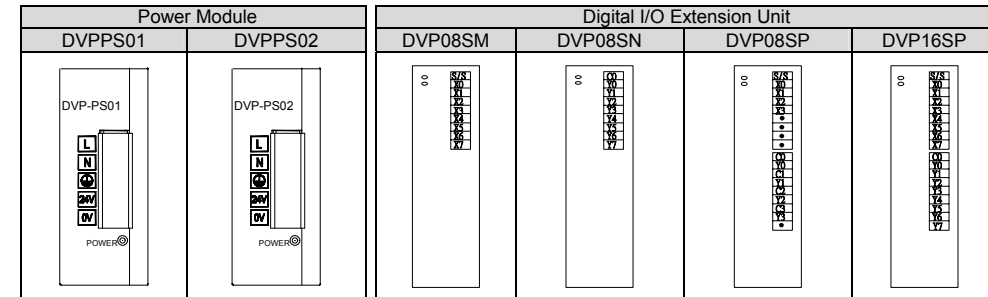 Power Module
Digital I/O Extension Unit
DVPPS01
DVPPS02
DVP08SM
DVP08SN
DVP08SP
DVP16SP
DVP-PS01
L
N
24V
0V
POWER
DVP-PS02
L
N
24V
0V
POWER
S/S
X0
X1
X2
X3
X4
X5
X6
X7
C0
Y0
Y1
Y2
Y3
Y4
Y5
Y6
Y7
S/S
X0
X1
X2
X3
•
•
•
•
C0
Y0
C1
Y1
C2
Y2
C3
Y3
•
S/S
X0
X1
X2
X3
X4
X5
X6
X7
C0
Y0
Y1
Y2
Y3
Y4
Y5
Y6
Y7